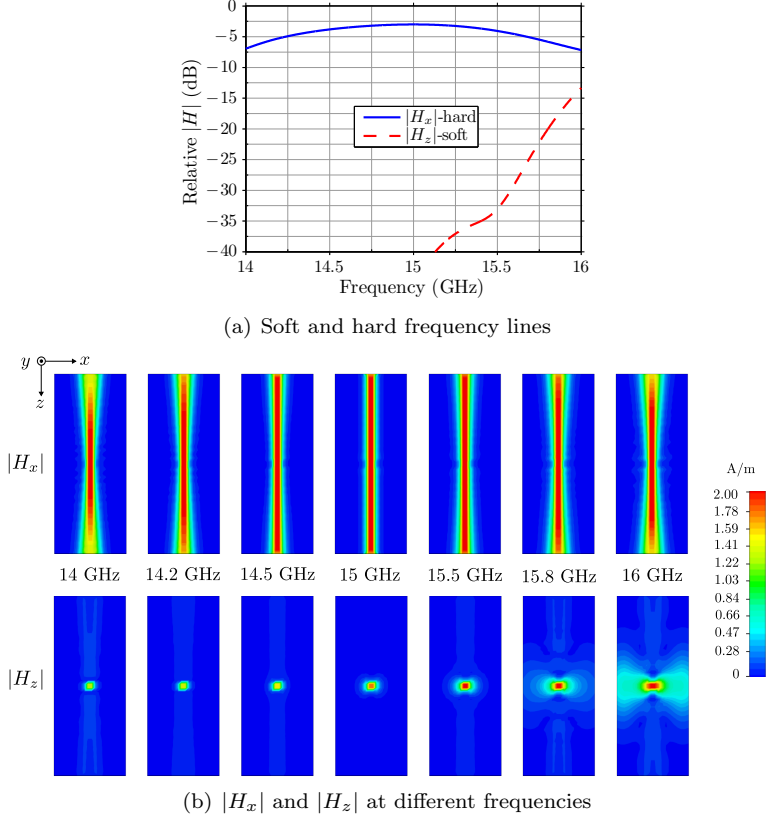 0
−5
−10
−15
−20
−25
−30
−35
−40
Relative |H| (dB)
|Hₓ|-hard
|H_z|-soft
14
14.5
15
15.5
16
Frequency (GHz)
(a) Soft and hard frequency lines
y
x
z
|Hₓ|
A/m
2.00
1.78
1.59
1.41
1.22
1.03
0.84
0.66
0.47
0.28
0
14 GHz 14.2 GHz 14.5 GHz 15 GHz 15.5 GHz 15.8 GHz 16 GHz
|H_z|
(b) |Hₓ| and |H_z| at different frequencies